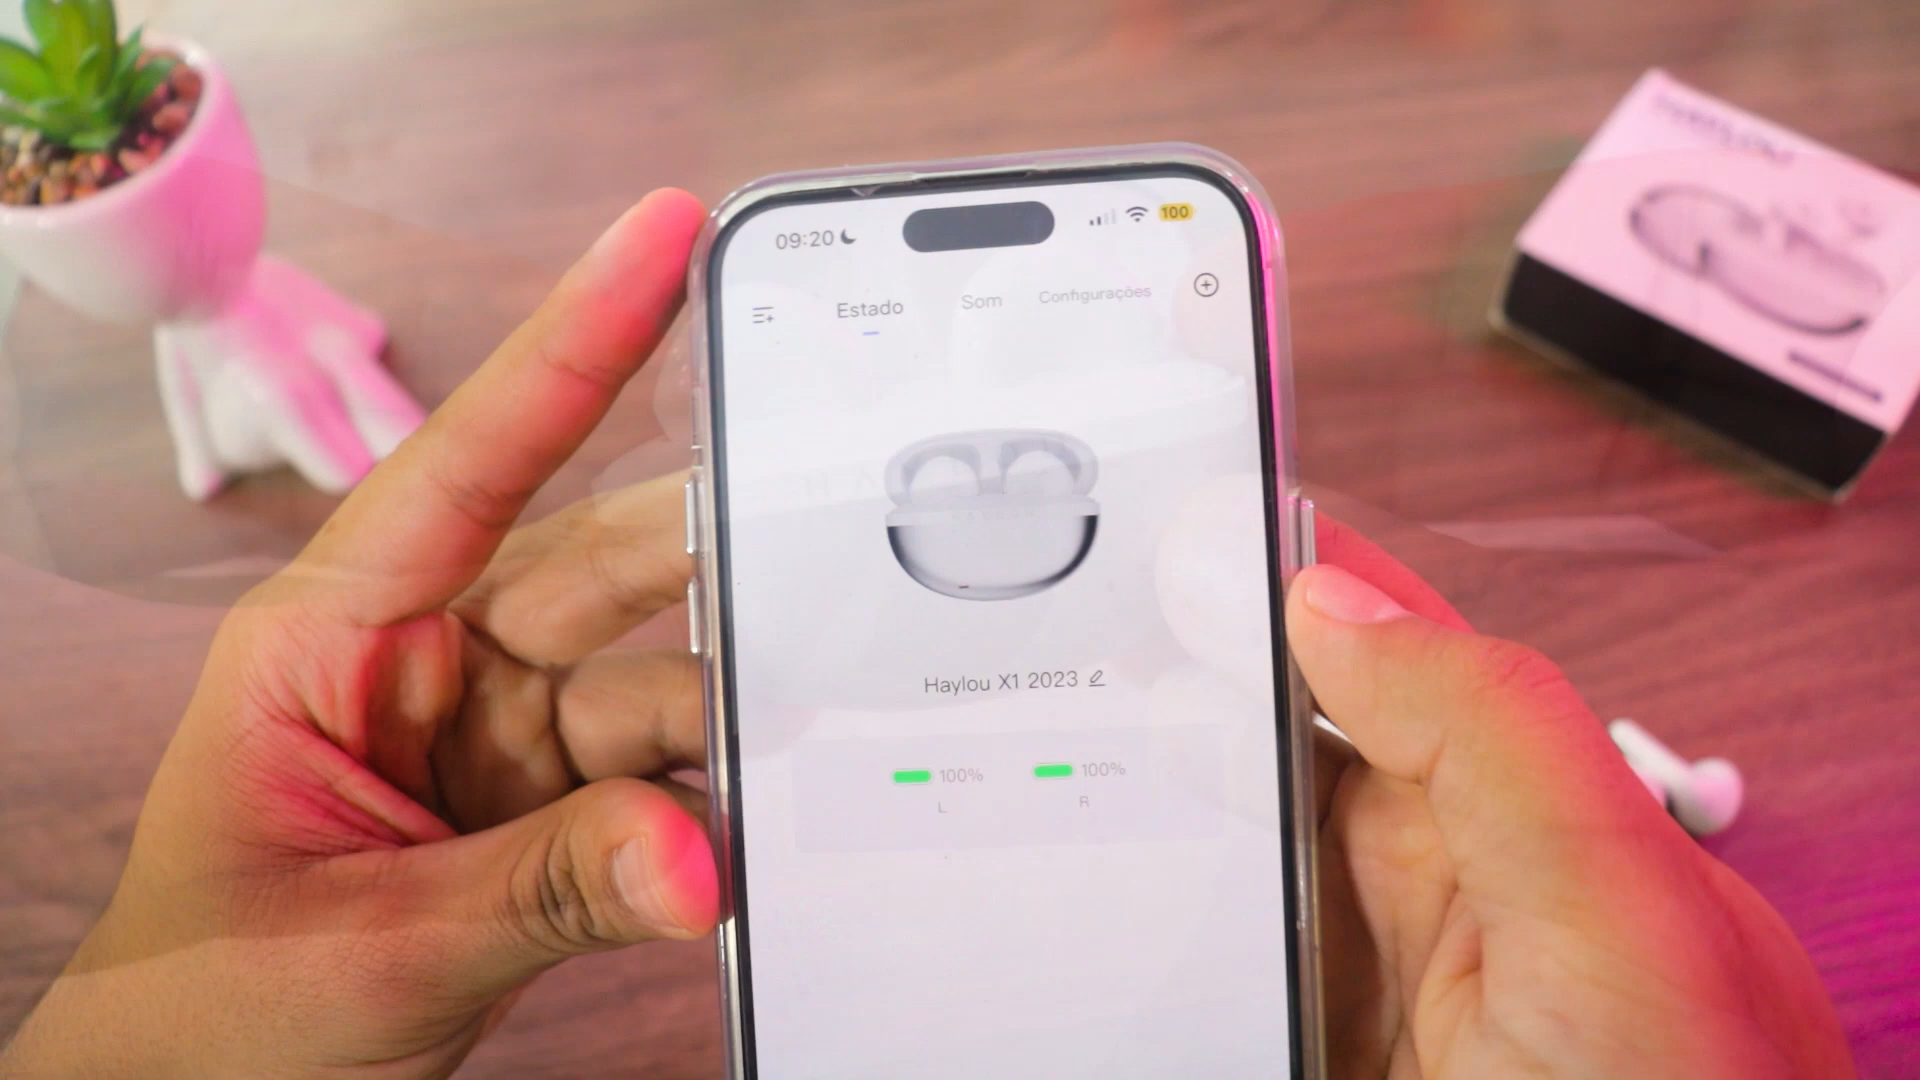 09:20
100
Estado Som Configurações
Haylou X1 2023
100% 100%
L R